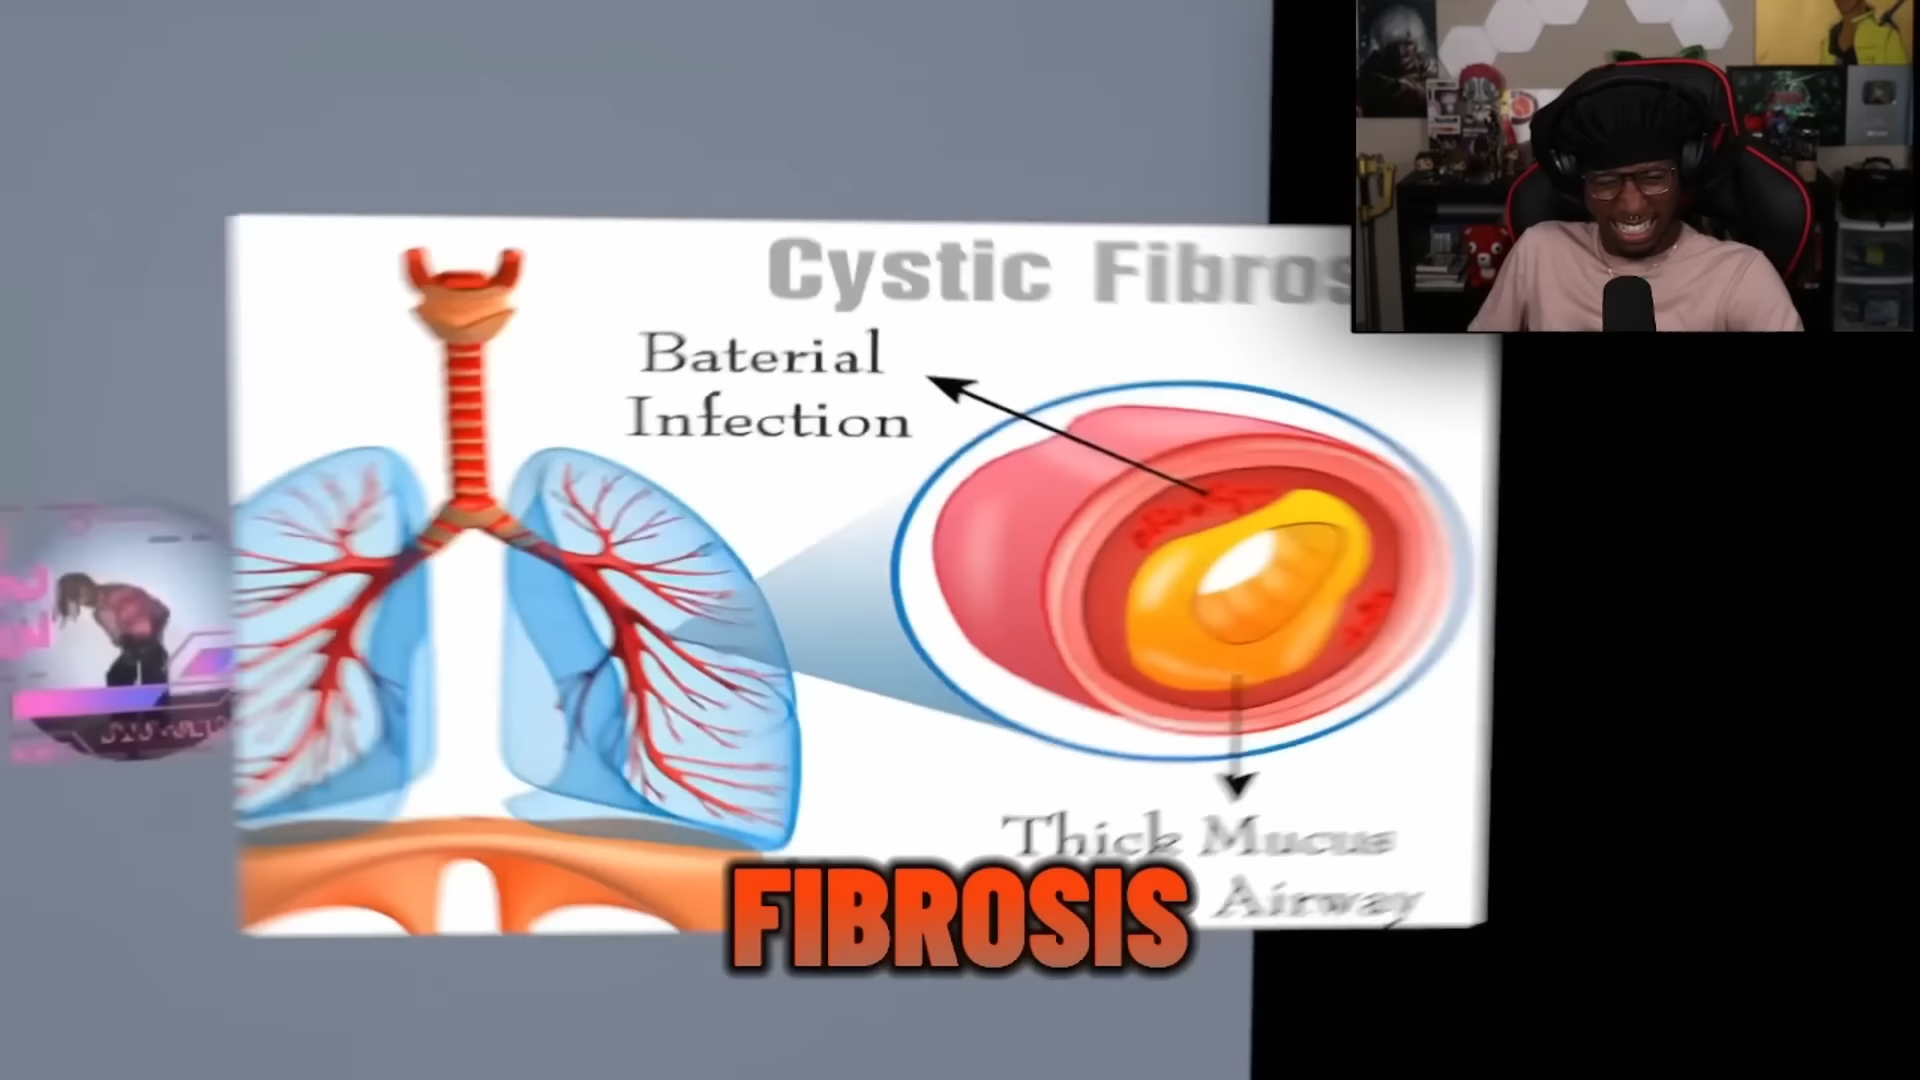 Cystic Fibros
Baterial
Infection
Thick Mucus
Airway
FIBROSIS